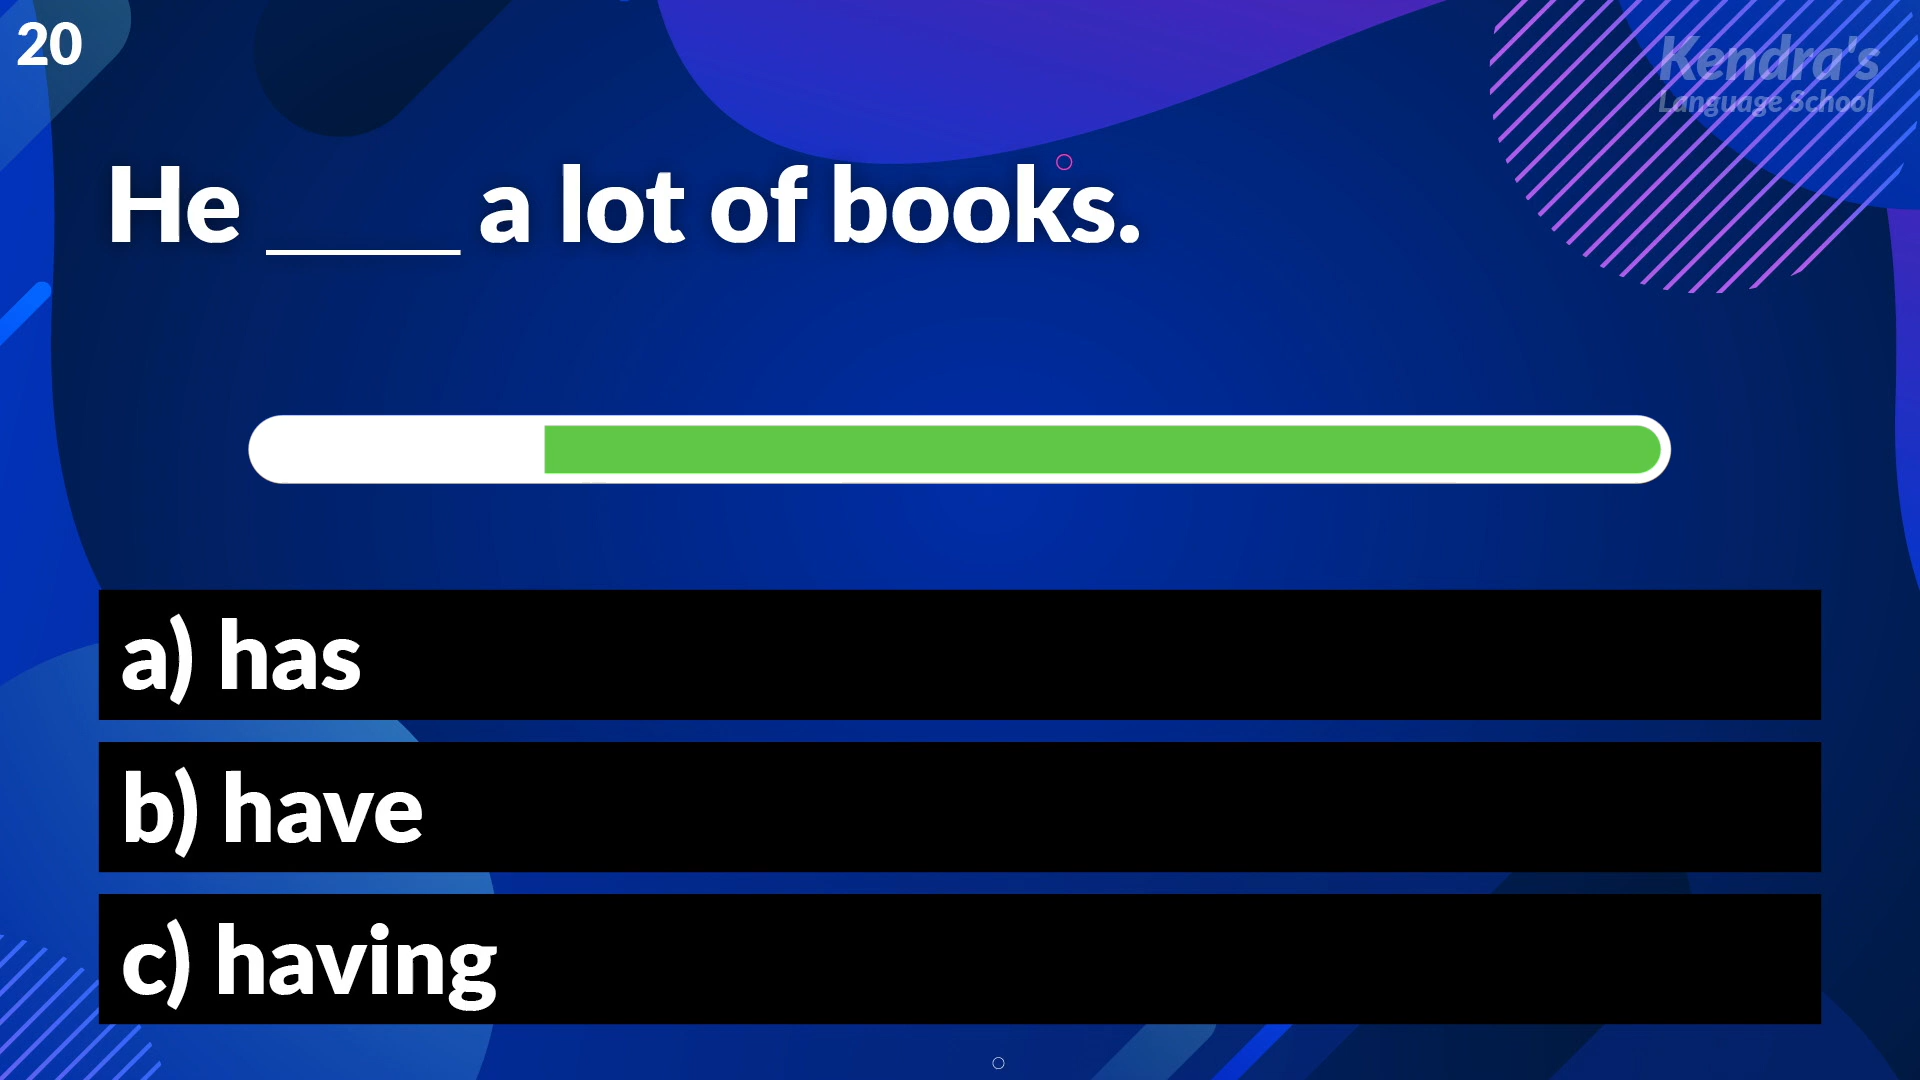 20
Kendra's
Language School
He ____ a lot of books.
a) has
b) have
c) having